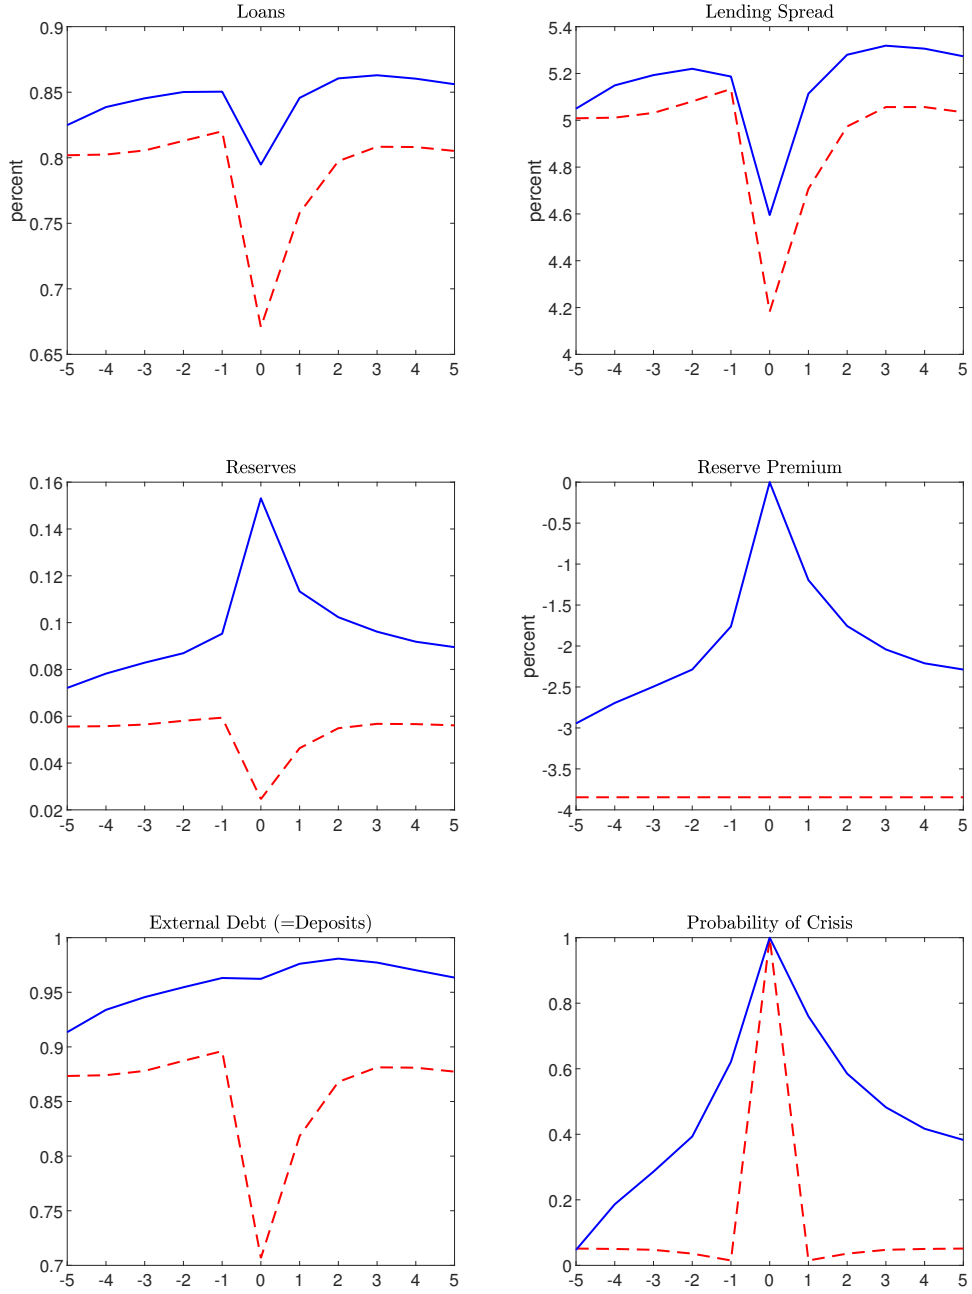 Loans
0.9
0.85
0.8
0.75
0.7
0.65
percent
-5 -4 -3 -2 -1 0 1 2 3 4 5
Lending Spread
5.4
5.2
5
4.8
4.6
4.4
4.2
4
percent
-5 -4 -3 -2 -1 0 1 2 3 4 5
Reserves
0.16
0.14
0.12
0.1
0.08
0.06
0.04
0.02
-5 -4 -3 -2 -1 0 1 2 3 4 5
Reserve Premium
0
-0.5
-1
-1.5
-2
-2.5
-3
-3.5
-4
percent
-5 -4 -3 -2 -1 0 1 2 3 4 5
External Debt (=Deposits)
1
0.95
0.9
0.85
0.8
0.75
0.7
-5 -4 -3 -2 -1 0 1 2 3 4 5
Probability of Crisis
1
0.8
0.6
0.4
0.2
0
-5 -4 -3 -2 -1 0 1 2 3 4 5